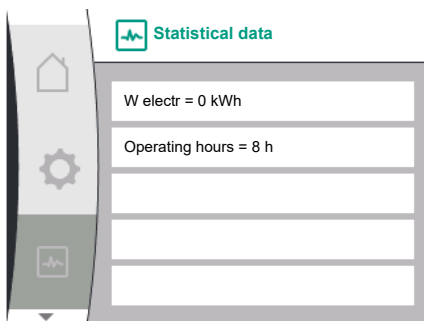 Statistical data
W electr = 0 kWh
Operating hours = 8 h